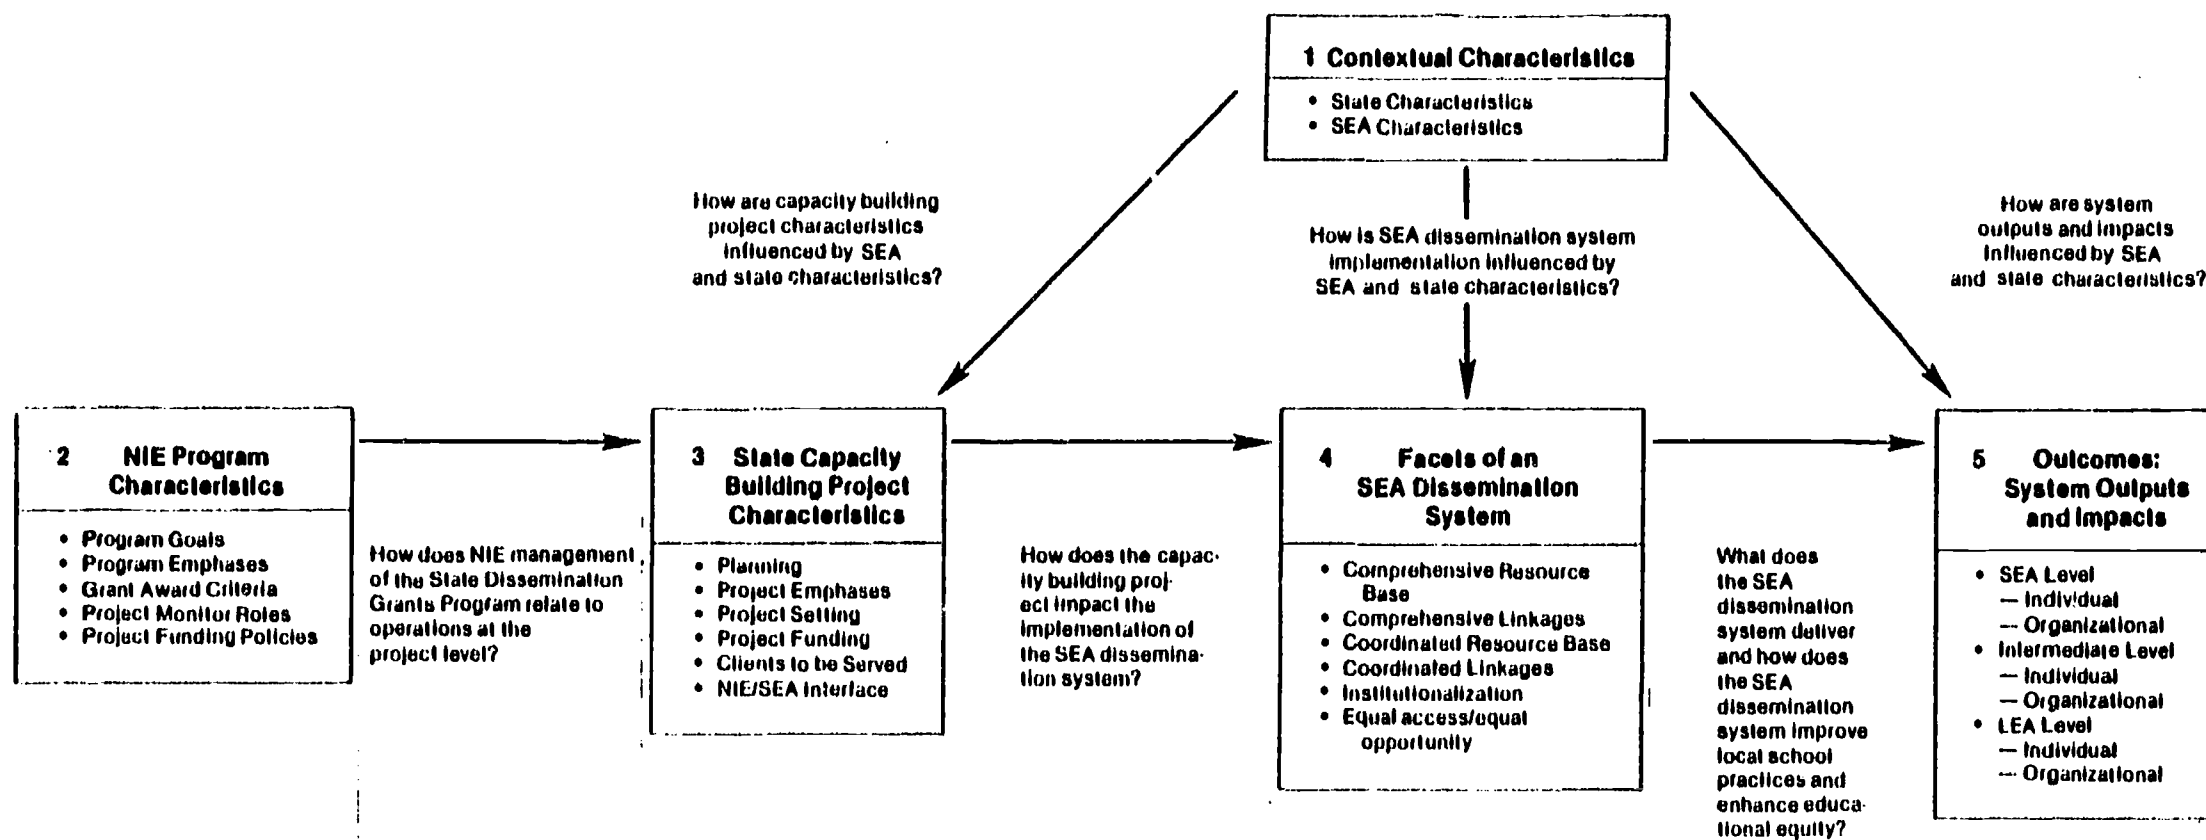 1 Contextual Characteristics
• State Characteristics
• SEA Characteristics
How are capacity building
project characteristics
influenced by SEA
and state characteristics?
How is SEA dissemination system
implementation influenced by
SEA and state characteristics?
How are system
outputs and impacts
influenced by SEA
and state characteristics?
2 NIE Program
Characteristics
• Program Goals
• Program Emphases
• Grant Award Criteria
• Project Monitor Roles
• Project Funding Policies
How does NIE management
of the State Dissemination
Grants Program relate to
operations at the
project level?
3 State Capacity
Building Project
Characteristics
• Planning
• Project Emphases
• Project Setting
• Project Funding
• Clients to be Served
• NIE/SEA Interface
How does the capac-
ity building proj-
ect impact the
implementation of
the SEA dissemina-
tion system?
4 Facets of an
SEA Dissemination
System
• Comprehensive Resource
Base
• Comprehensive Linkages
• Coordinated Resource Base
• Coordinated Linkages
• Institutionalization
• Equal access/equal
opportunity
What does
the SEA
dissemination
system deliver
and how does
the SEA
dissemination
system improve
local school
practices and
enhance educa-
tional equity?
5 Outcomes:
System Outputs
and Impacts
• SEA Level
— Individual
— Organizational
• Intermediate Level
— Individual
— Organizational
• LEA Level
— Individual
— Organizational